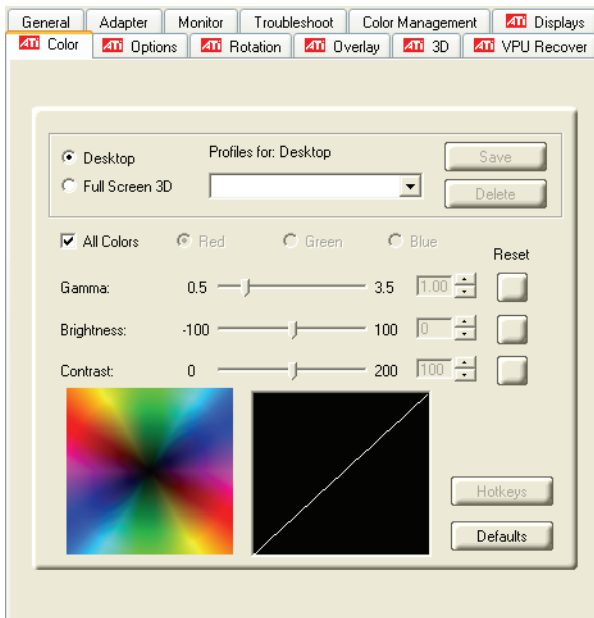 General Adapter Monitor Troubleshoot Color Management ATi Displays
ATi Color ATi Options ATi Rotation ATi Overlay ATi 3D ATi VPU Recover
Desktop Profiles for: Desktop Save
Full Screen 3D Delete
All Colors Red Green Blue
Reset
Gamma: 0.5 3.5 1.00
Brightness: -100 100 0
Contrast: 0 200 100
Hotkeys
Defaults